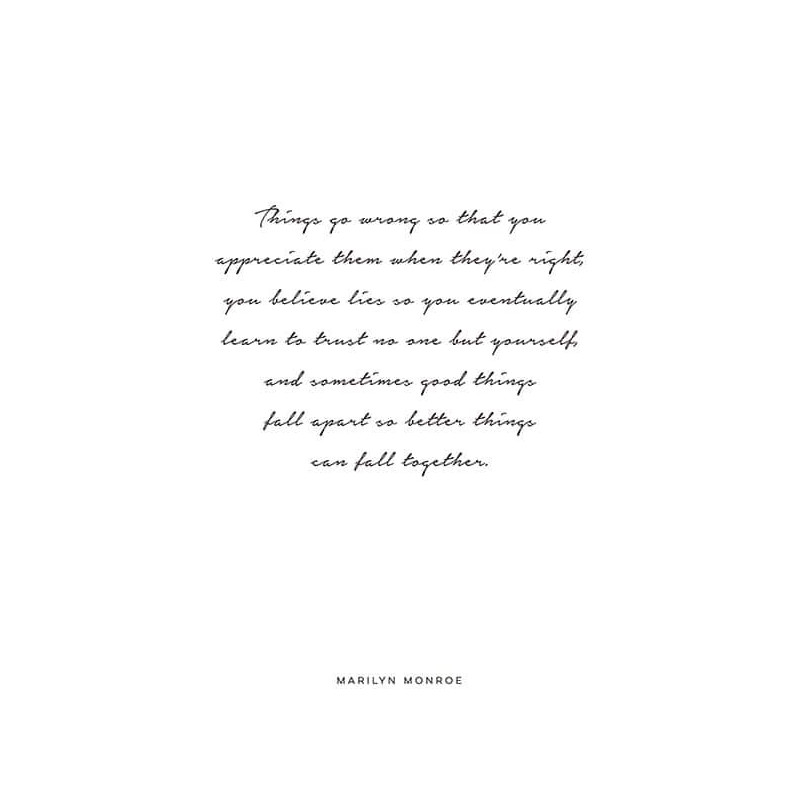 Things go wrong so that you
appreciate them when they're right,
you believe lies so you eventually
learn to trust no one but yourself,
and sometimes good things
fall apart so better things
can fall together.
MARILYN MONROE